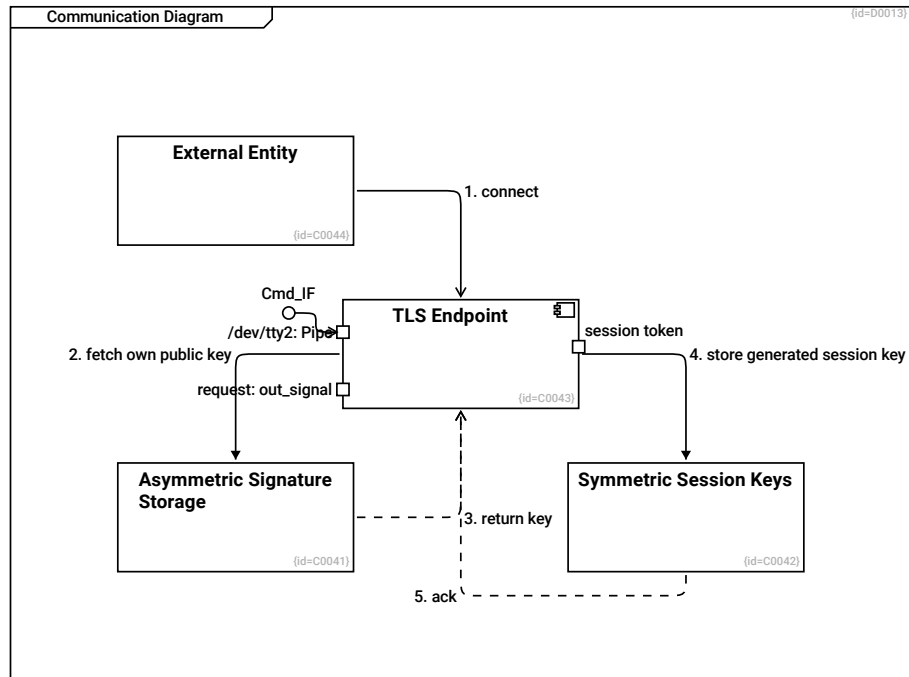 Communication Diagram
{id=D0013}
External Entity
1. connect
{id=C0044}
Cmd_IF
TLS Endpoint
/dev/tty2: Pipe
session token
2. fetch own public key
4. store generated session key
request: out_signal
{id=C0043}
Asymmetric Signature
Storage
Symmetric Session Keys
3. return key
{id=C0041}
{id=C0042}
5. ack